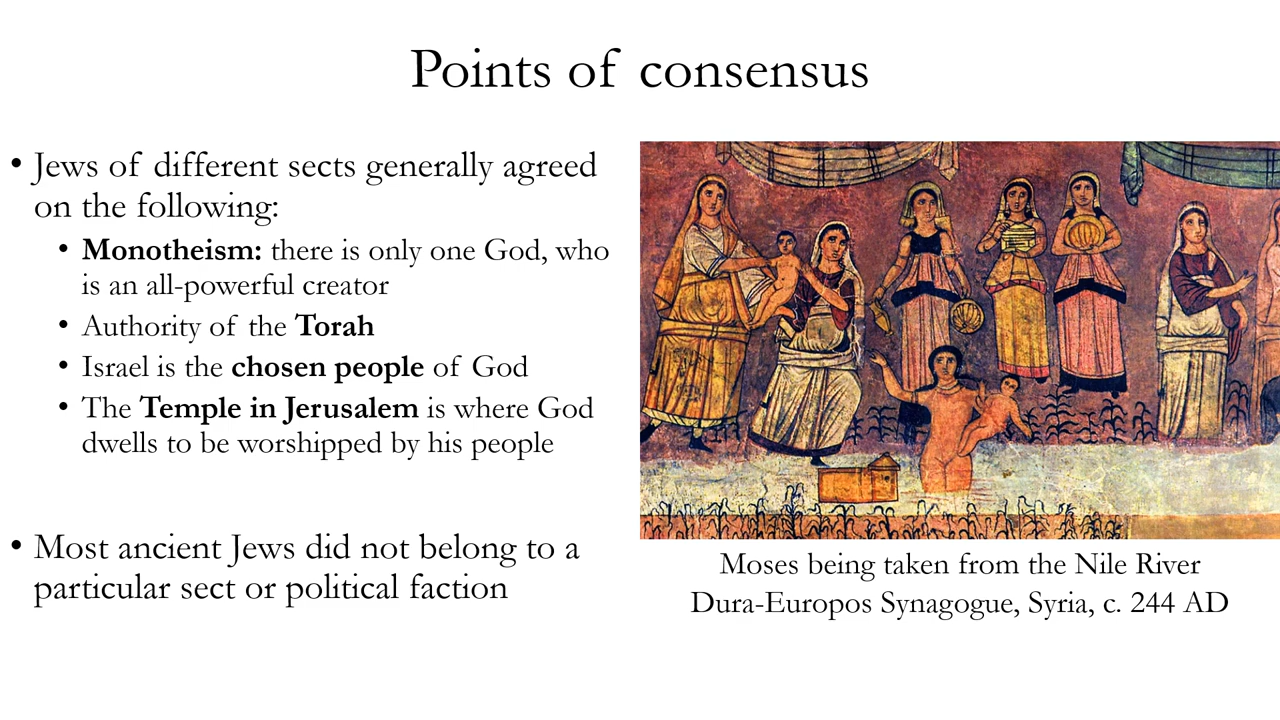 Points of consensus
• Jews of different sects generally agreed
on the following:
• Monotheism: there is only one God, who
is an all-powerful creator
• Authority of the Torah
• Israel is the chosen people of God
• The Temple in Jerusalem is where God
dwells to be worshipped by his people
• Most ancient Jews did not belong to a
particular sect or political faction
Moses being taken from the Nile River
Dura-Europos Synagogue, Syria, c. 244 AD